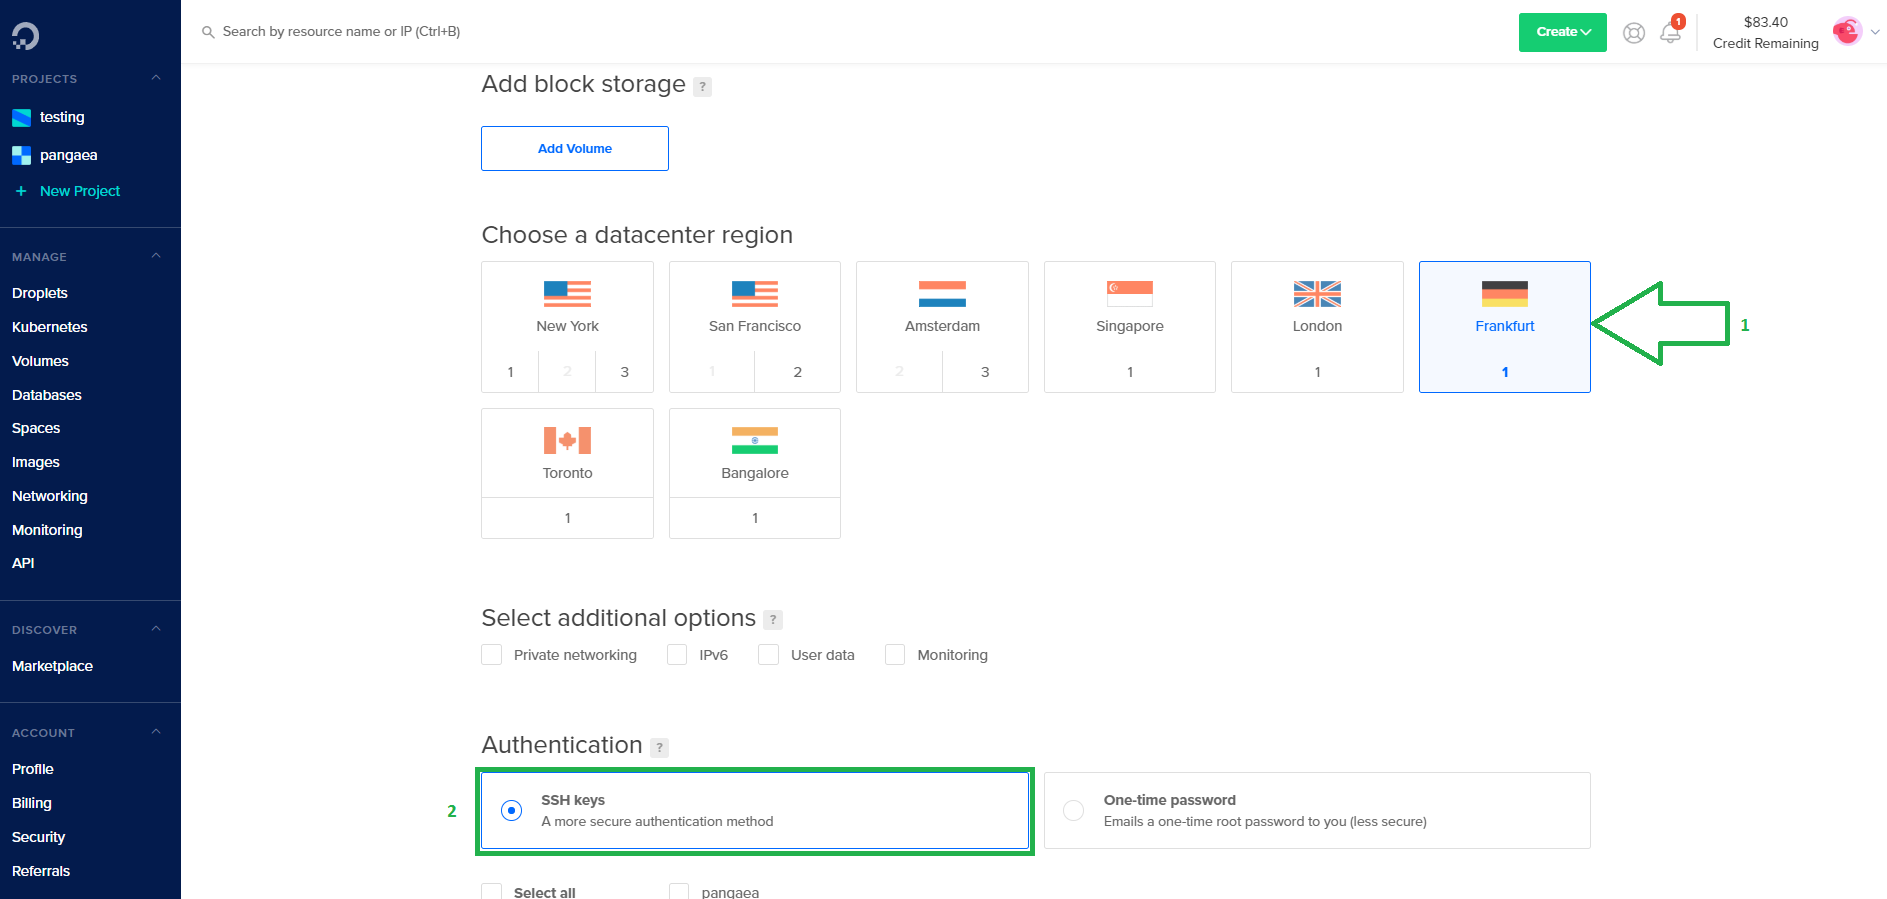 Search by resource name or IP (Ctrl+B)
Create
1
$83.40
Credit Remaining
PROJECTS
testing
pangaea
+ New Project
MANAGE
Droplets
Kubernetes
Volumes
Databases
Spaces
Images
Networking
Monitoring
API
DISCOVER
Marketplace
ACCOUNT
Profile
Billing
Security
Referrals
Add block storage ?
Add Volume
Choose a datacenter region
New York
1 2 3
San Francisco
1 2
Amsterdam
2 3
Singapore
1
London
1
Frankfurt
1
1
Toronto
1
Bangalore
1
Select additional options ?
Private networking IPv6 User data Monitoring
Authentication ?
2
SSH keys
A more secure authentication method
One-time password
Emails a one-time root password to you (less secure)
Select all pangaea